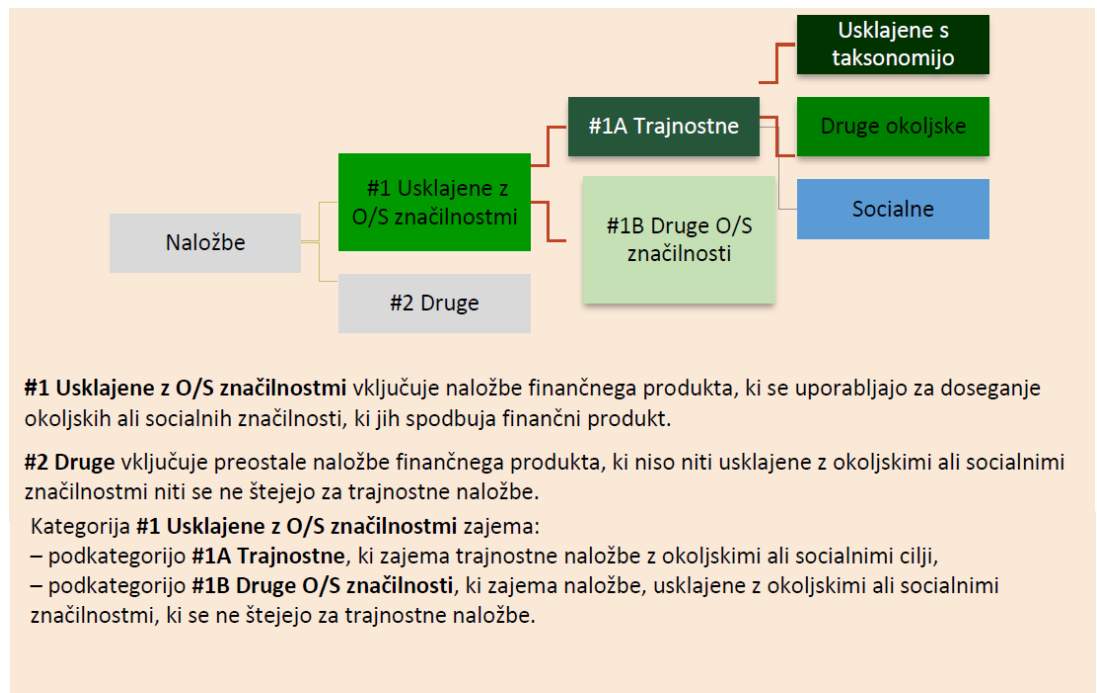 Usklajene s
taksonomijo
#1A Trajnostne
Druge okoljske
#1 Usklajene z
O/S značilnostmi
Socialne
#1B Druge O/S
značilnosti
Naložbe
#2 Druge
#1 Usklajene z O/S značilnostmi vključuje naložbe finančnega produkta, ki se uporabljajo za doseganje
okoljskih ali socialnih značilnosti, ki jih spodbuja finančni produkt.
#2 Druge vključuje preostale naložbe finančnega produkta, ki niso niti usklajene z okoljskimi ali socialnimi
značilnostmi niti se ne štejejo za trajnostne naložbe.
Kategorija #1 Usklajene z O/S značilnostmi zajema:
– podkategorijo #1A Trajnostne, ki zajema trajnostne naložbe z okoljskimi ali socialnimi cilji,
– podkategorijo #1B Druge O/S značilnosti, ki zajema naložbe, usklajene z okoljskimi ali socialnimi
značilnostmi, ki se ne štejejo za trajnostne naložbe.